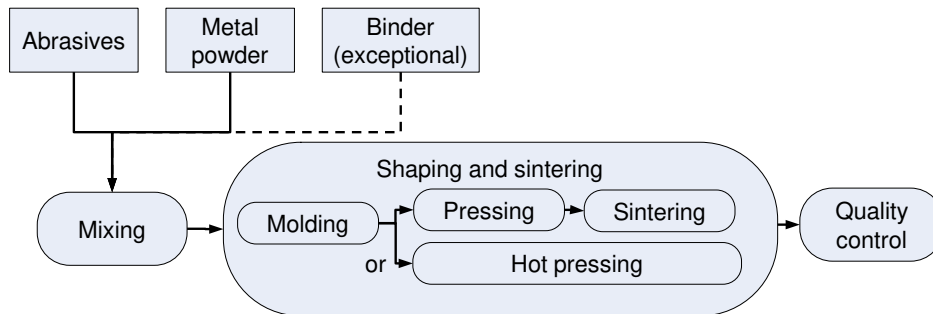 Abrasives
Metal
powder
Binder
(exceptional)
Shaping and sintering
Mixing
Molding
Pressing
Sintering
or
Hot pressing
Quality
control